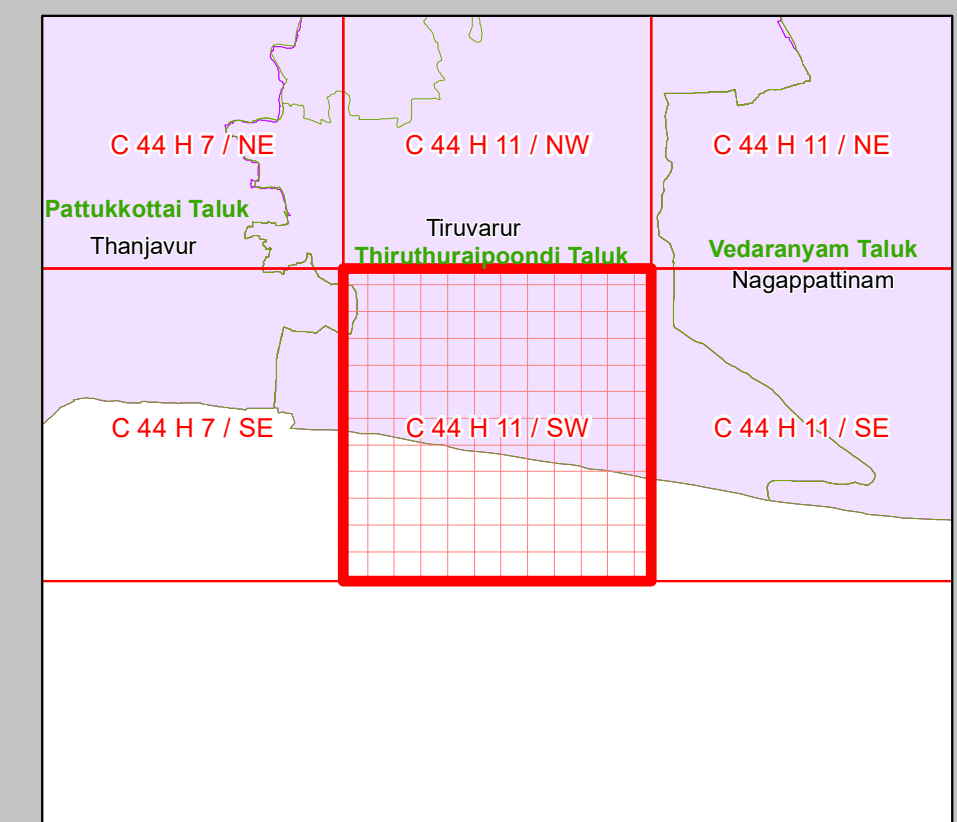 C 44 H 7 / NE
C 44 H 11 / NW
C 44 H 11 / NE
Pattukkottai Taluk
Thanjavur
Tiruvarur
Thiruthuraipoondi Taluk
Vedaranyam Taluk
Nagappattinam
C 44 H 7 / SE
C 44 H 11 / SW
C 44 H 11 / SE